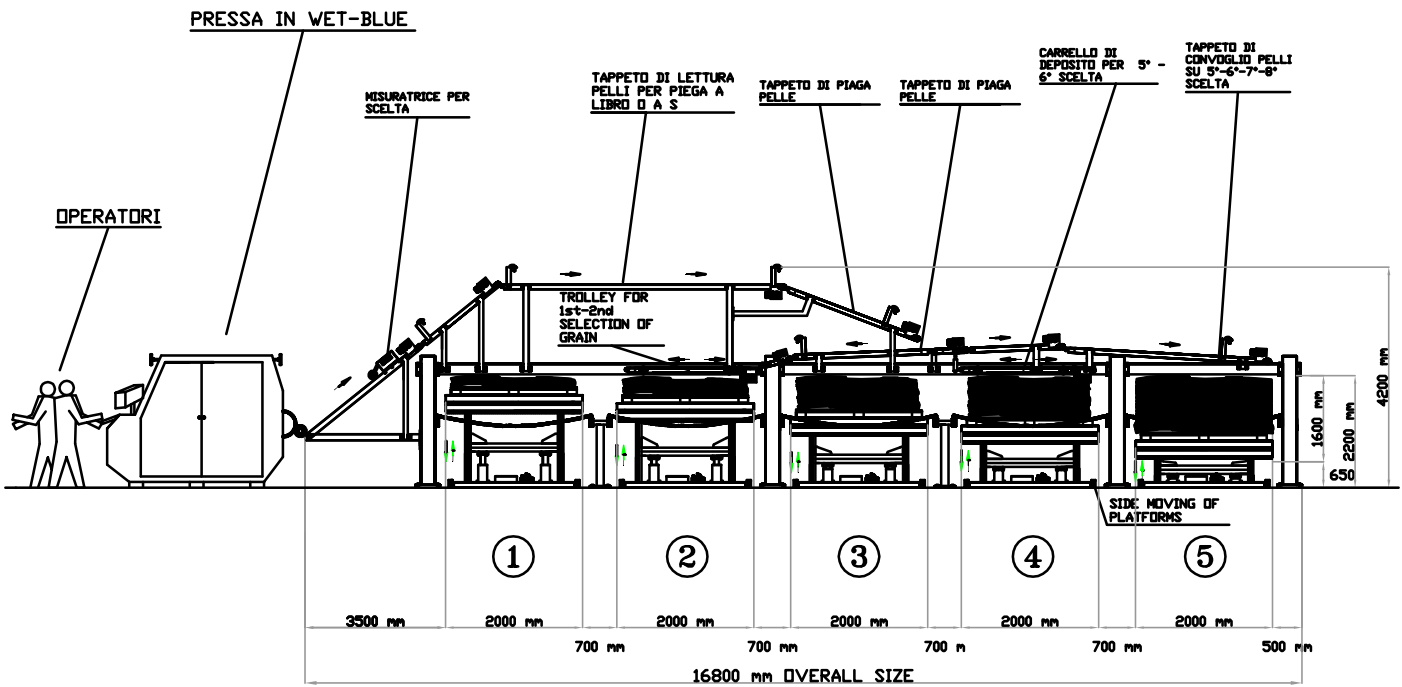 PRESSA IN WET-BLUE
MISURATRICE PER
SCELTA
TAPPETO DI LETTURA
PELLI PER PIEGA A
LIBRO O A S
TAPPETO DI PIAGA
PELLE
TAPPETO DI PIAGA
PELLE
CARRELLO DI
DEPOSITO PER 5° -
6° SCELTA
TAPPETO DI
CONVOGLIO PELLI
SU 5°-6°-7°-8°
SCELTA
OPERATORI
TROLLEY FOR
1st-2nd
SELECTION OF
GRAIN
4200 mm
1600 mm
2200 mm
650
SIDE MOVING OF
PLATFORMS
1
2
3
4
5
3500 mm
2000 mm
2000 mm
2000 mm
2000 mm
2000 mm
700 mm
700 mm
700 m
700 mm
500 mm
16800 mm OVERALL SIZE